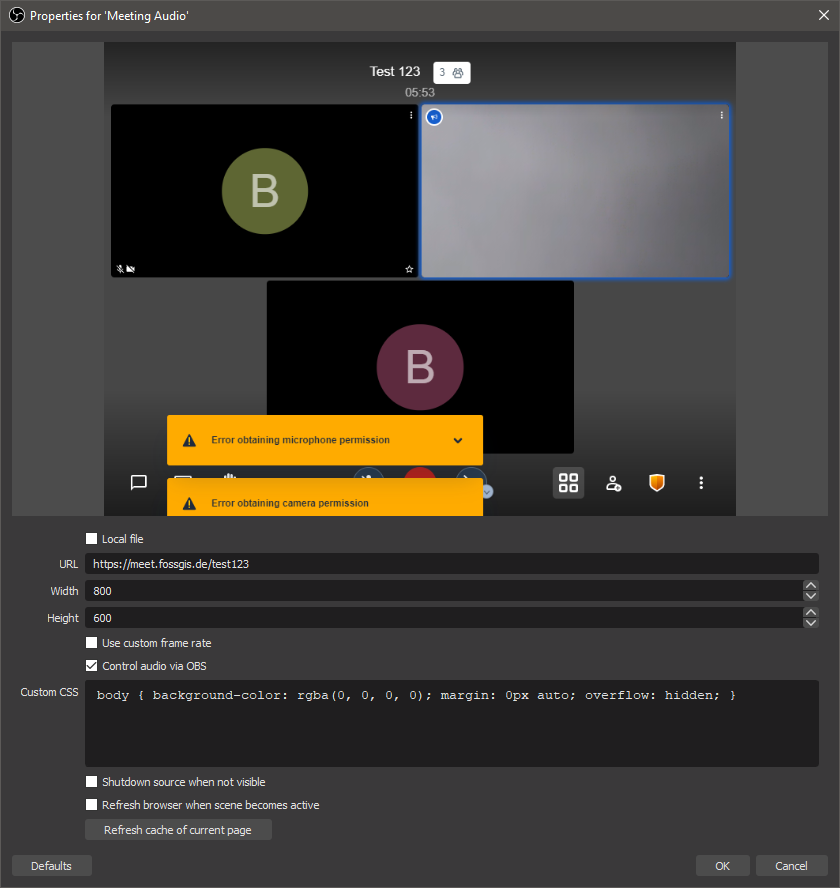 Properties for 'Meeting Audio'
Test 123 3
05:53
B
B
Error obtaining microphone permission
Error obtaining camera permission
Local file
URL https://meet.fossgis.de/test123
Width 800
Height 600
Use custom frame rate
Control audio via OBS
Custom CSS body { background-color: rgba(0, 0, 0, 0); margin: 0px auto; overflow: hidden; }
Shutdown source when not visible
Refresh browser when scene becomes active
Refresh cache of current page
Defaults OK Cancel